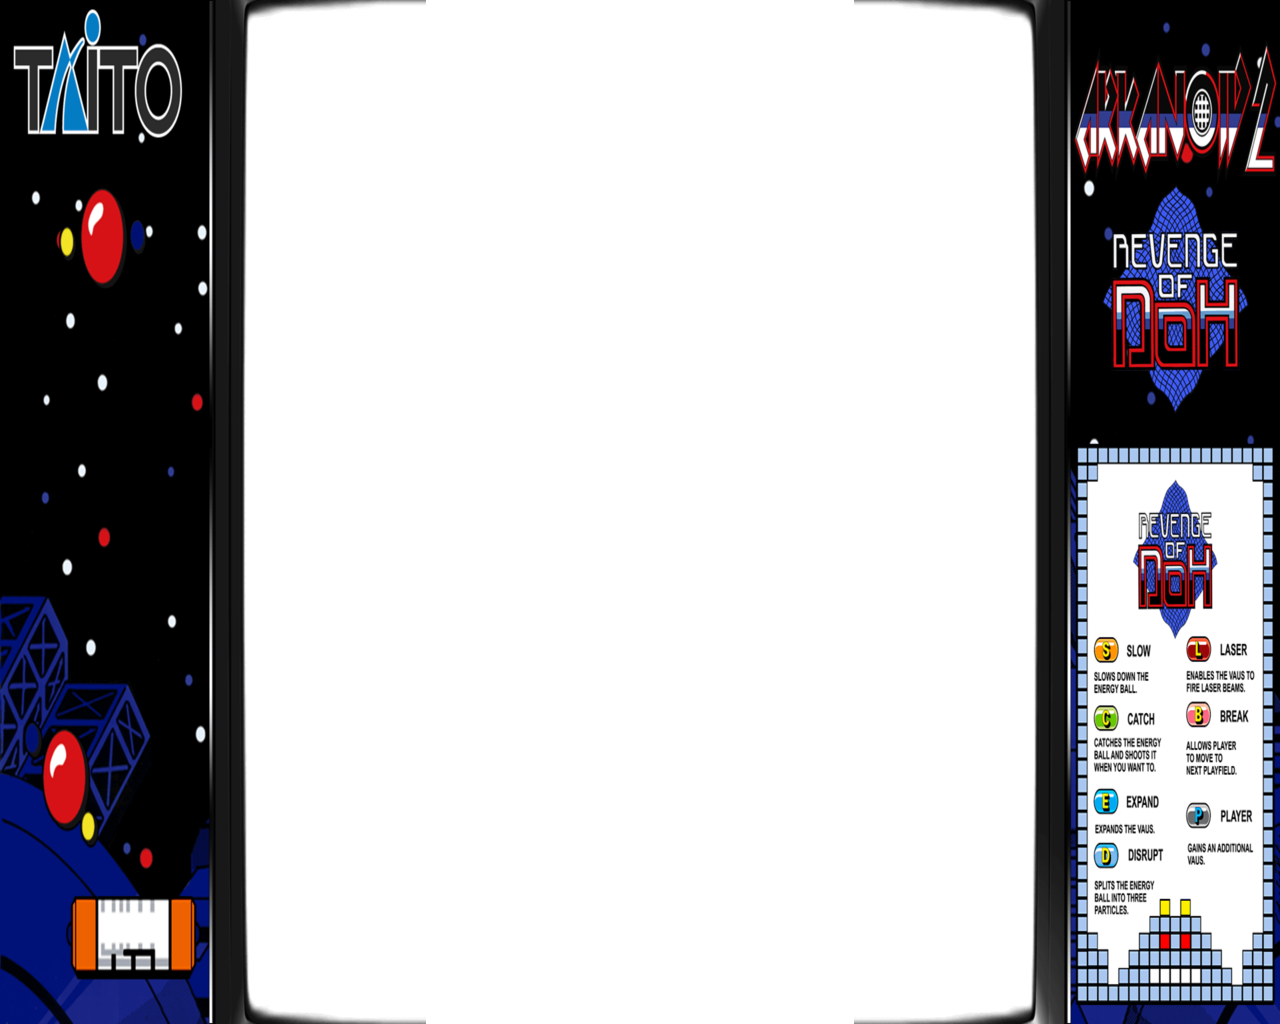 TAITO
ARKANOID 2
REVENGE
OF
DOH
REVENGE
OF
DOH
S SLOW
SLOWS DOWN THE
ENERGY BALL.
C CATCH
CATCHES THE ENERGY
BALL AND SHOOTS IT
WHEN YOU WANT TO.
E EXPAND
EXPANDS THE VAUS.
D DISRUPT
SPLITS THE ENERGY
BALL INTO THREE
PARTICLES.
L LASER
ENABLES THE VAUS TO
FIRE LASER BEAMS.
B BREAK
ALLOWS PLAYER
TO MOVE TO
NEXT PLAYFIELD.
P PLAYER
GAINS AN ADDITIONAL
VAUS.